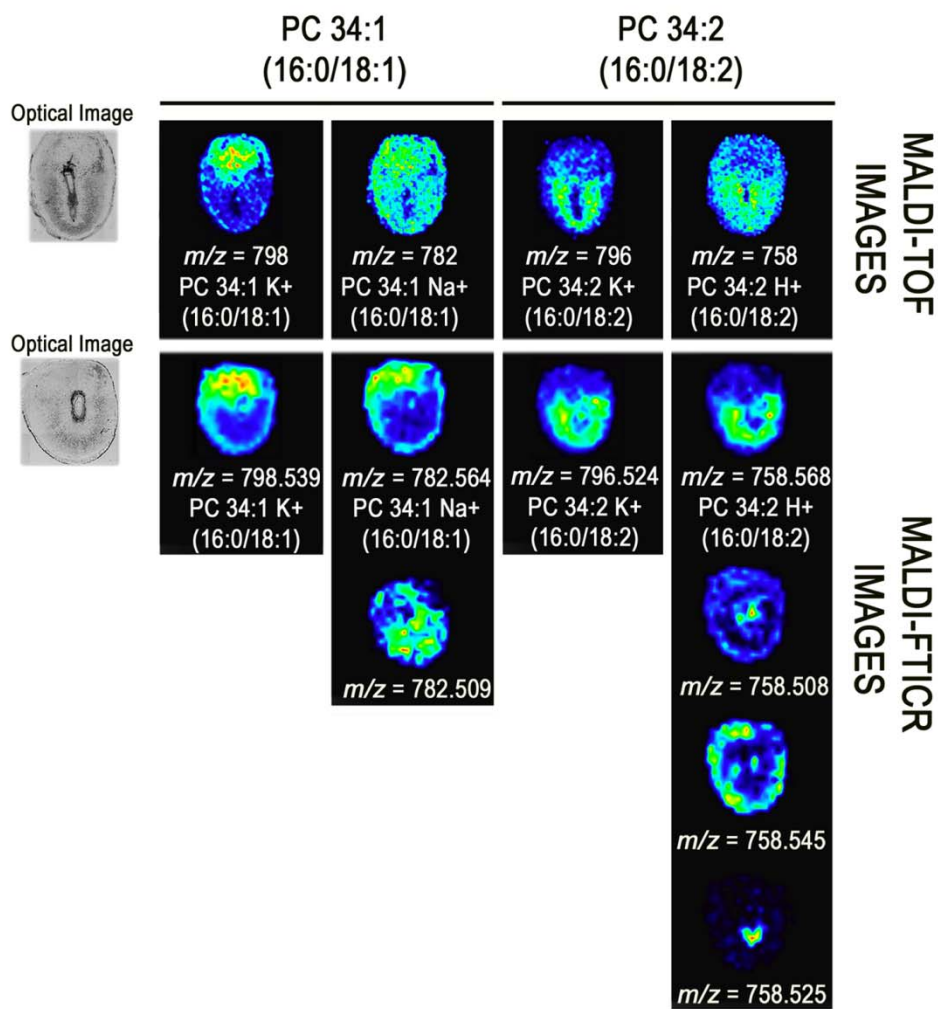 PC 34:1
(16:0/18:1)
PC 34:2
(16:0/18:2)
Optical Image
m/z = 798
PC 34:1 K+
(16:0/18:1)
m/z = 782
PC 34:1 Na+
(16:0/18:1)
m/z = 796
PC 34:2 K+
(16:0/18:2)
m/z = 758
PC 34:2 H+
(16:0/18:2)
MALDI-TOF
IMAGES
Optical Image
m/z = 798.539
PC 34:1 K+
(16:0/18:1)
m/z = 782.564
PC 34:1 Na+
(16:0/18:1)
m/z = 782.509
m/z = 796.524
PC 34:2 K+
(16:0/18:2)
m/z = 758.568
PC 34:2 H+
(16:0/18:2)
m/z = 758.508
m/z = 758.545
m/z = 758.525
MALDI-FTICR
IMAGES